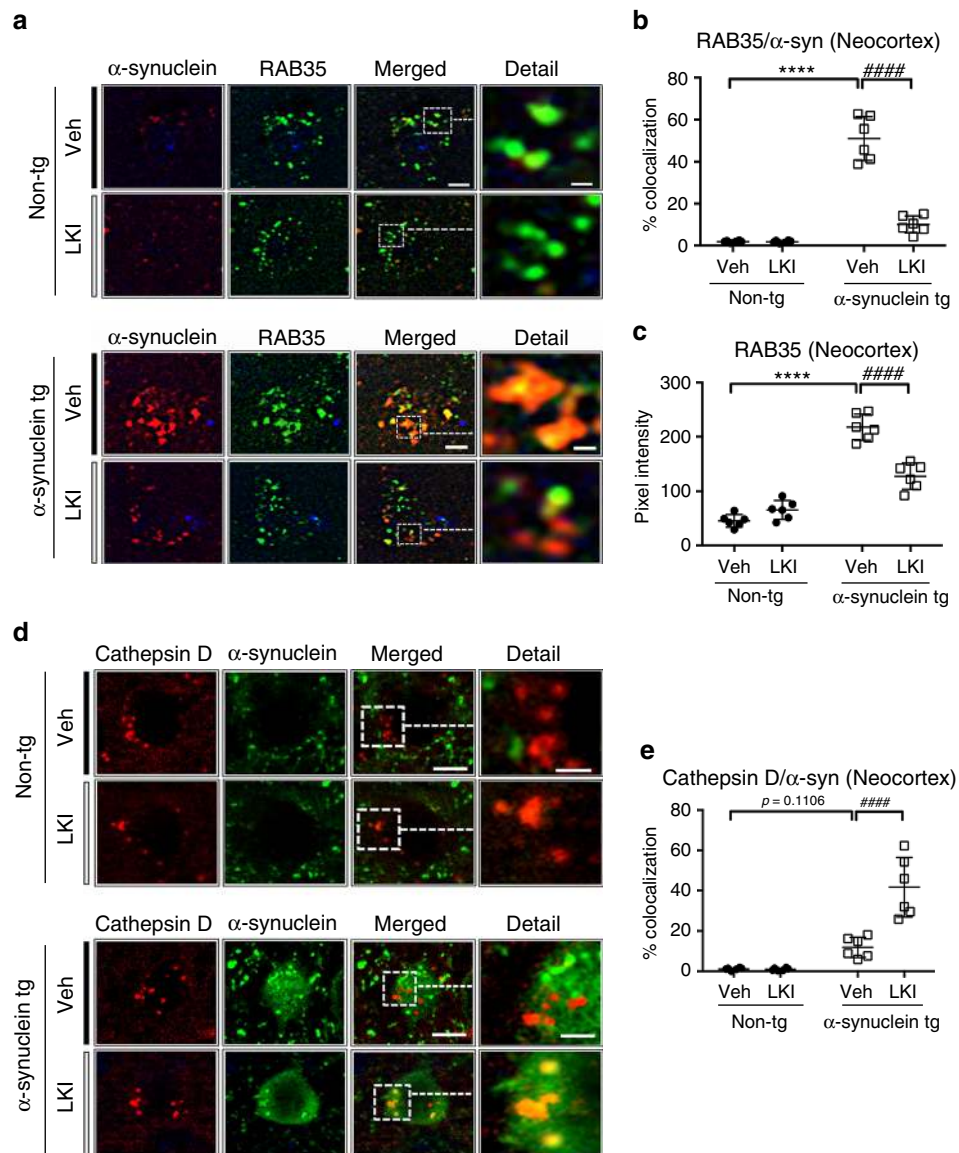 a
α-synuclein RAB35 Merged Detail
Non-tg
Veh
LKI
α-synuclein RAB35 Merged Detail
α-synuclein tg
Veh
LKI
b
RAB35/α-syn (Neocortex)
% colocalization
80
60
40
20
0
**** ####
Veh LKI Veh LKI
Non-tg α-synuclein tg
c
RAB35 (Neocortex)
Pixel intensity
300
200
100
0
**** ####
Veh LKI Veh LKI
Non-tg α-synuclein tg
d
Cathepsin D α-synuclein Merged Detail
Non-tg
Veh
LKI
Cathepsin D α-synuclein Merged Detail
α-synuclein tg
Veh
LKI
e
Cathepsin D/α-syn (Neocortex)
% colocalization
80
60
40
20
0
p = 0.1106 ####
Veh LKI Veh LKI
Non-tg α-synuclein tg